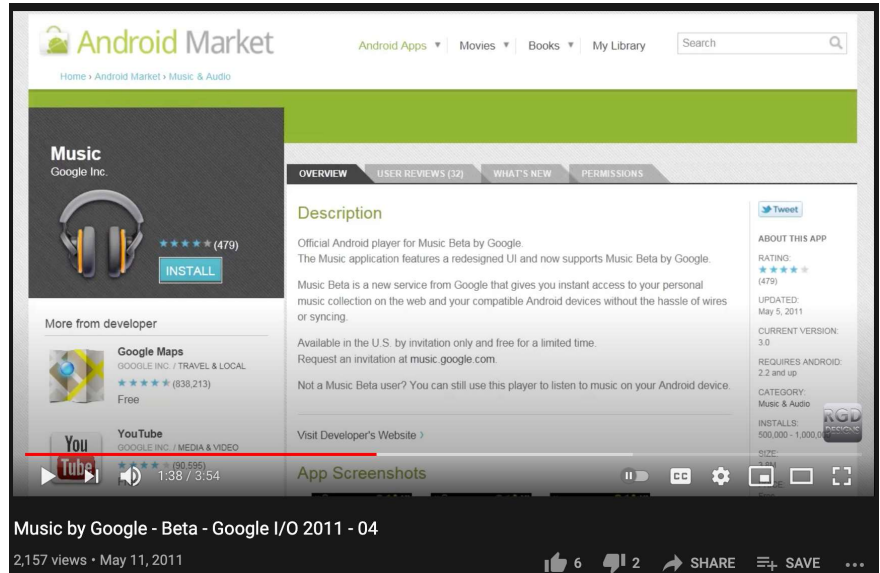 Android Market
Android Apps Movies Books My Library Search
Home › Android Market › Music & Audio
Music
Google Inc.
(479)
INSTALL
OVERVIEW USER REVIEWS (32) WHAT'S NEW PERMISSIONS
Description
Official Android player for Music Beta by Google.
The Music application features a redesigned UI and now supports Music Beta by Google.
Music Beta is a new service from Google that gives you instant access to your personal
music collection on the web and your compatible Android devices without the hassle of wires
or syncing.
Available in the U.S. by invitation only and free for a limited time.
Request an invitation at music.google.com.
Not a Music Beta user? You can still use this player to listen to music on your Android device.
Visit Developer's Website ›
App Screenshots
Tweet
ABOUT THIS APP
RATING:
(479)
UPDATED:
May 5, 2011
CURRENT VERSION:
3.0
REQUIRES ANDROID:
2.2 and up
CATEGORY:
Music & Audio
INSTALLS:
500,000 - 1,000,0
SIZE:
RGD
DESIGNS
More from developer
Google Maps
GOOGLE INC. / TRAVEL & LOCAL
(838,213)
Free
You
Tube
YouTube
GOOGLE INC. / MEDIA & VIDEO
(90,595)
1:38 / 3:54
CC
Music by Google - Beta - Google I/O 2011 - 04
2,157 views • May 11, 2011
6 2 SHARE SAVE